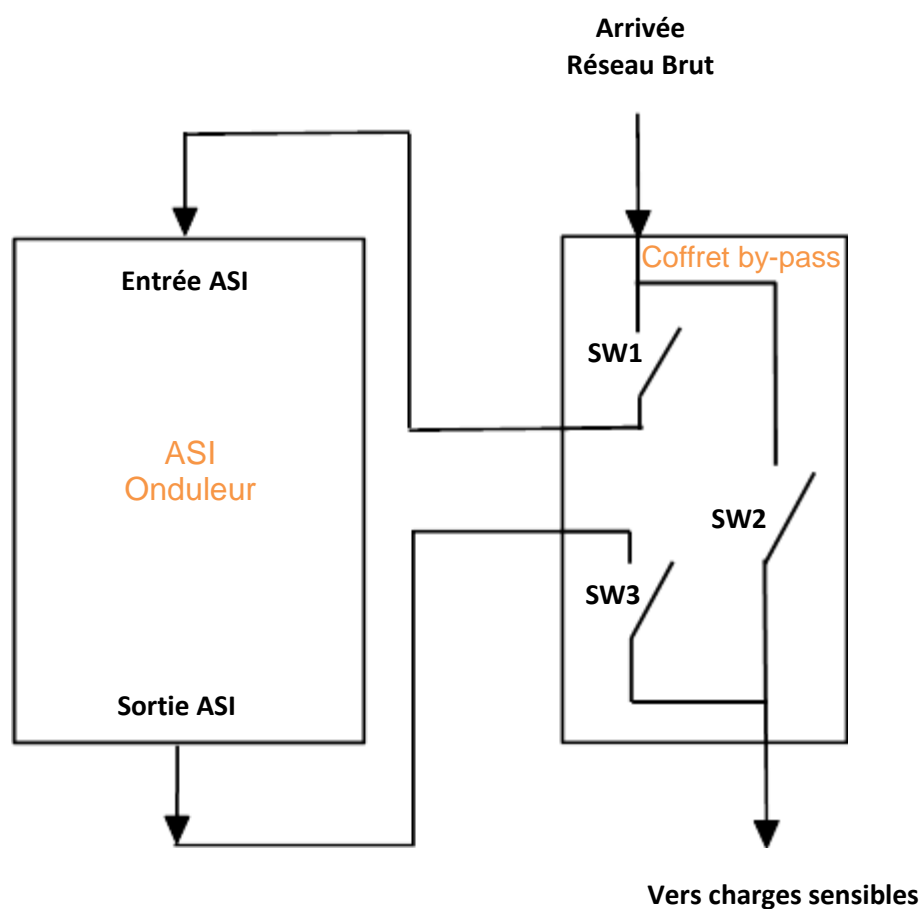 Arrivée
Réseau Brut
Coffret by-pass
Entrée ASI
SW1
ASI
Onduleur
SW2
SW3
Sortie ASI
Vers charges sensibles